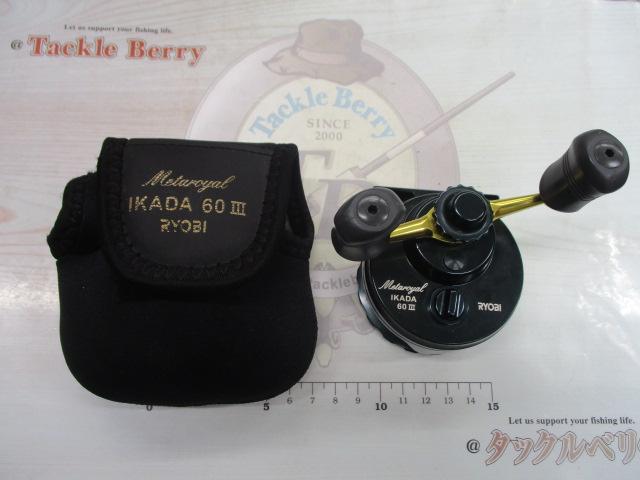 Let us support your fishing life.
@ Tackle Berry
Tackle Berry
SINCE
2000
Metaroyal
IKADA 60 III
RYOBI
Metaroyal
IKADA
60 III
RYOBI
Tackle
0 5 6 7 8 9 10 11 12 13 14 15
Let us support your fishing life.
@ タックルベリー